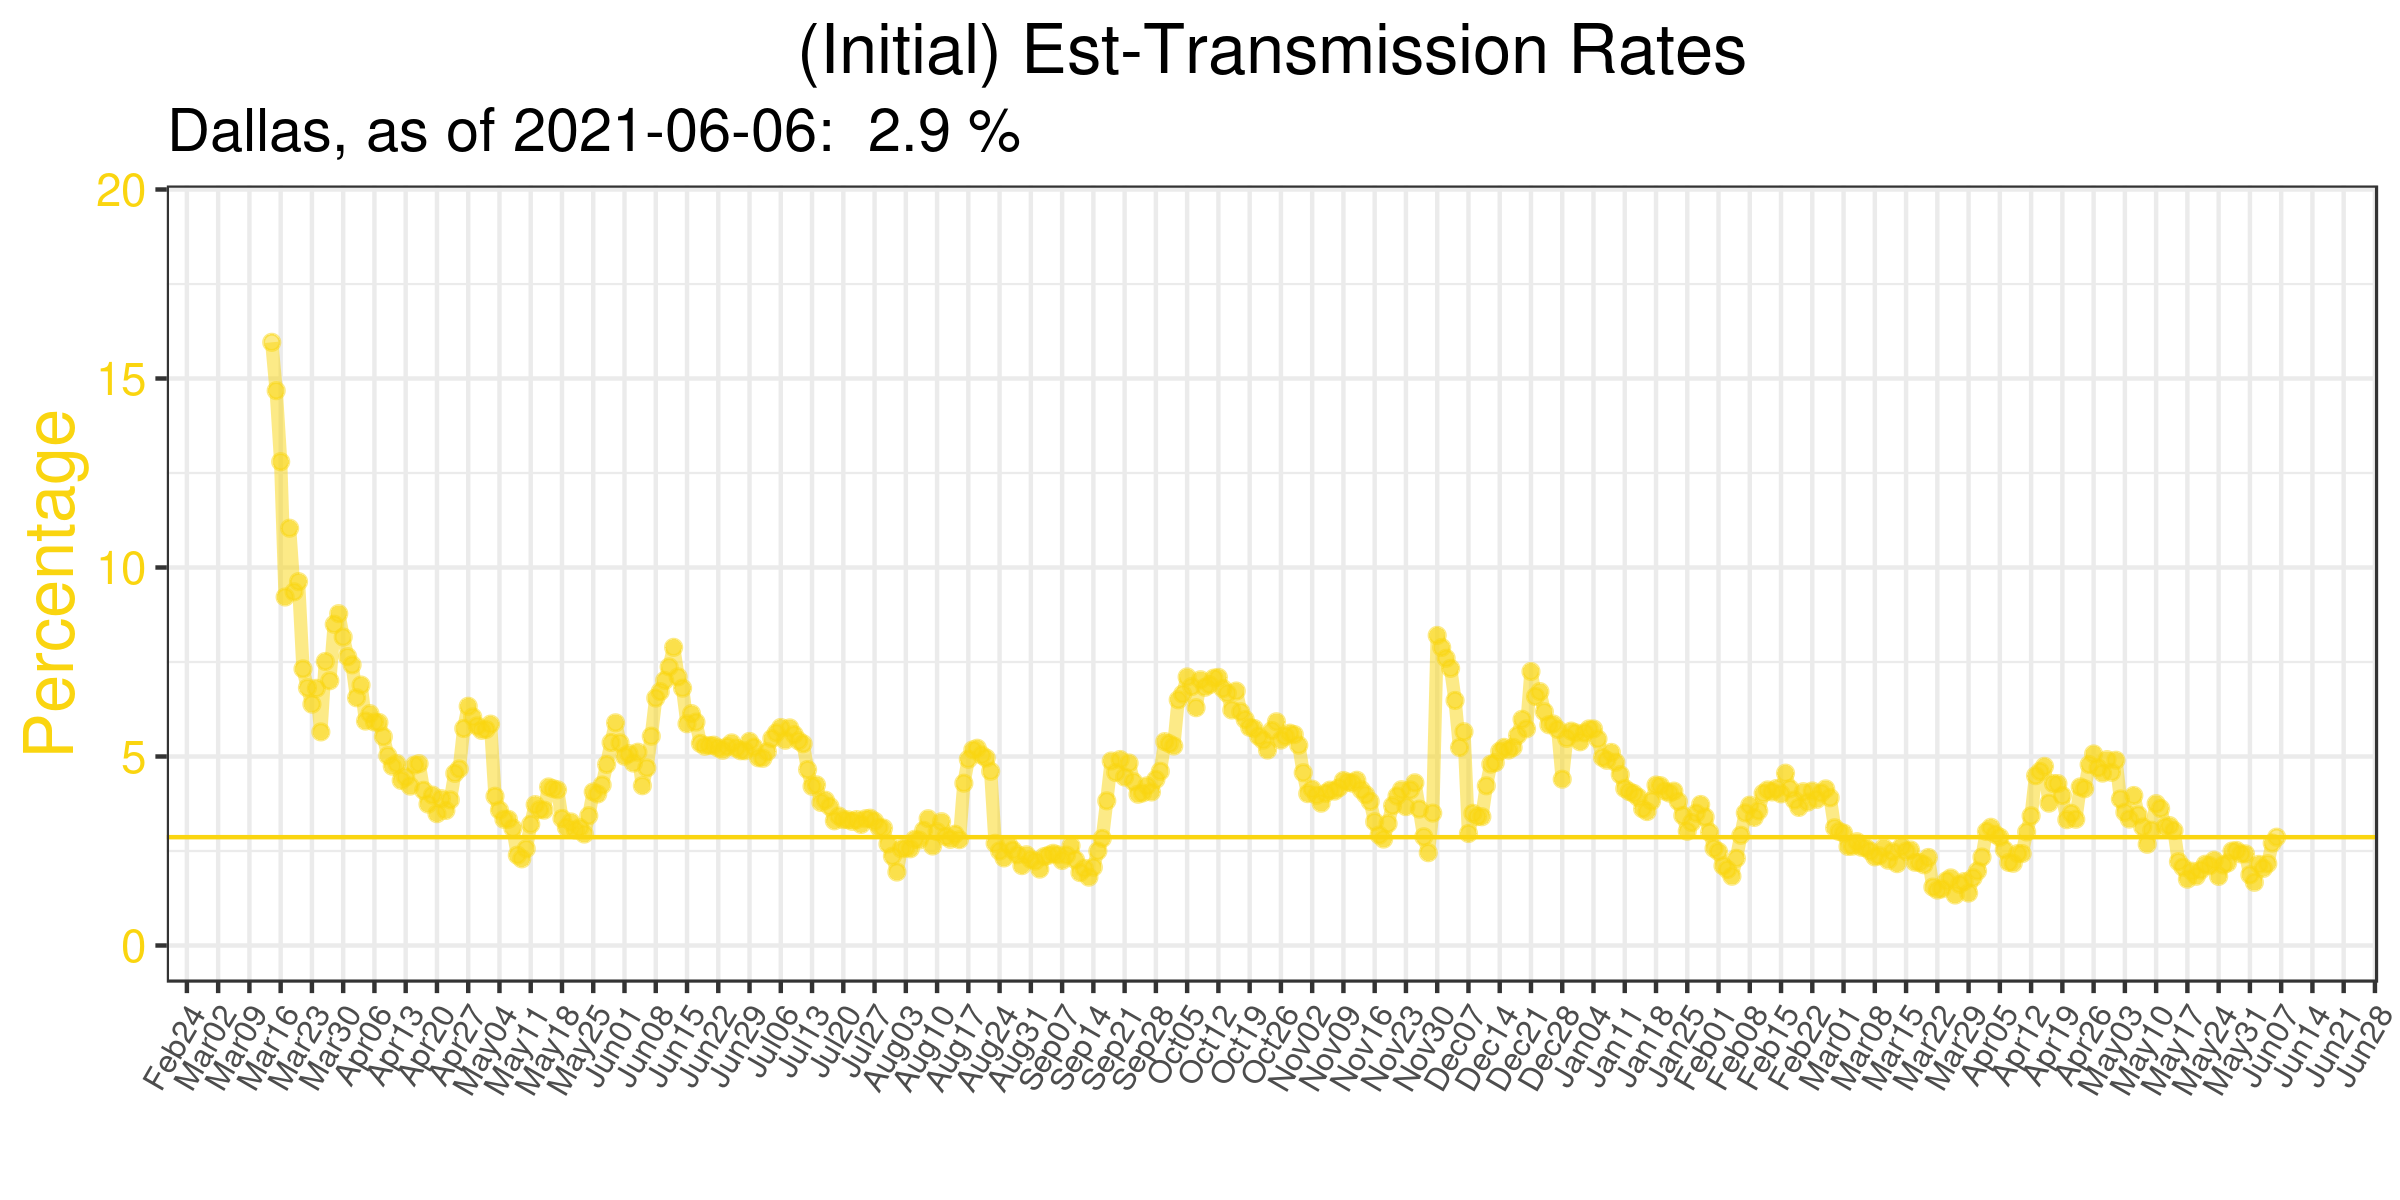 (Initial) Est-Transmission Rates
Dallas, as of 2021-06-06:  2.9 %
Percentage
20
15
10
5
0
Feb24
Mar02
Mar09
Mar16
Mar23
Mar30
Apr06
Apr13
Apr20
Apr27
May04
May11
May18
May25
Jun01
Jun08
Jun15
Jun22
Jun29
Jul06
Jul13
Jul20
Jul27
Aug03
Aug10
Aug17
Aug24
Aug31
Sep07
Sep14
Sep21
Sep28
Oct05
Oct12
Oct19
Oct26
Nov02
Nov09
Nov16
Nov23
Nov30
Dec07
Dec14
Dec21
Dec28
Jan04
Jan11
Jan18
Jan25
Feb01
Feb08
Feb15
Feb22
Mar01
Mar08
Mar15
Mar22
Mar29
Apr05
Apr12
Apr19
Apr26
May03
May10
May17
May24
May31
Jun07
Jun14
Jun21
Jun28